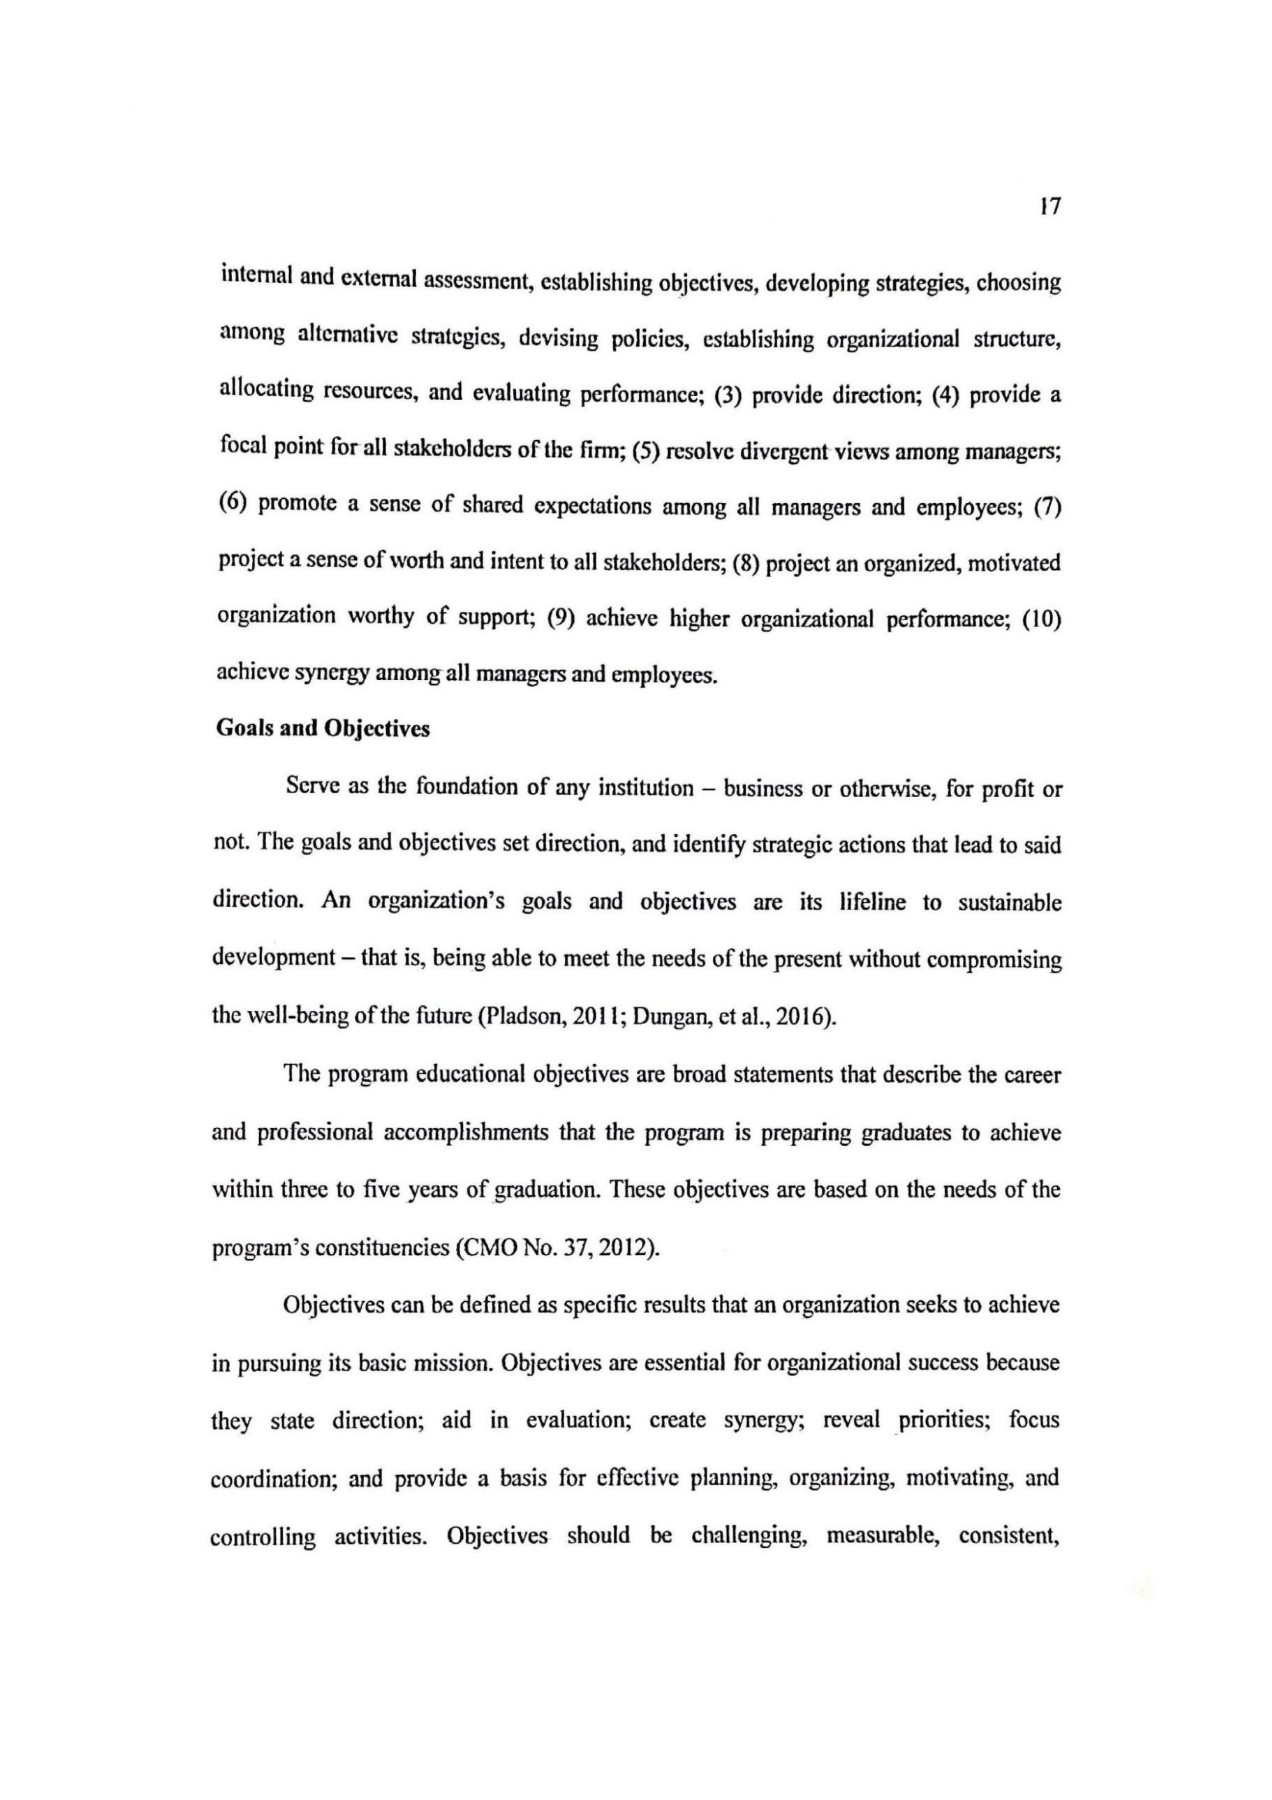 17
internal and external assessment, establishing objectives, developing strategies, choosing
among alternative strategies, devising policies, establishing organizational structure,
allocating resources, and evaluating performance; (3) provide direction; (4) provide a
focal point for all stakeholders of the firm; (5) resolve divergent views among managers;
(6) promote a sense of shared expectations among all managers and employees; (7)
project a sense of worth and intent to all stakeholders; (8) project an organized, motivated
organization worthy of support; (9) achieve higher organizational performance; (10)
achieve synergy among all managers and employees.
Goals and Objectives
Serve as the foundation of any institution – business or otherwise, for profit or
not. The goals and objectives set direction, and identify strategic actions that lead to said
direction. An organization's goals and objectives are its lifeline to sustainable
development – that is, being able to meet the needs of the present without compromising
the well-being of the future (Pladson, 2011; Dungan, et al., 2016).
The program educational objectives are broad statements that describe the career
and professional accomplishments that the program is preparing graduates to achieve
within three to five years of graduation. These objectives are based on the needs of the
program's constituencies (CMO No. 37, 2012).
Objectives can be defined as specific results that an organization seeks to achieve
in pursuing its basic mission. Objectives are essential for organizational success because
they state direction; aid in evaluation; create synergy; reveal priorities; focus
coordination; and provide a basis for effective planning, organizing, motivating, and
controlling activities. Objectives should be challenging, measurable, consistent,